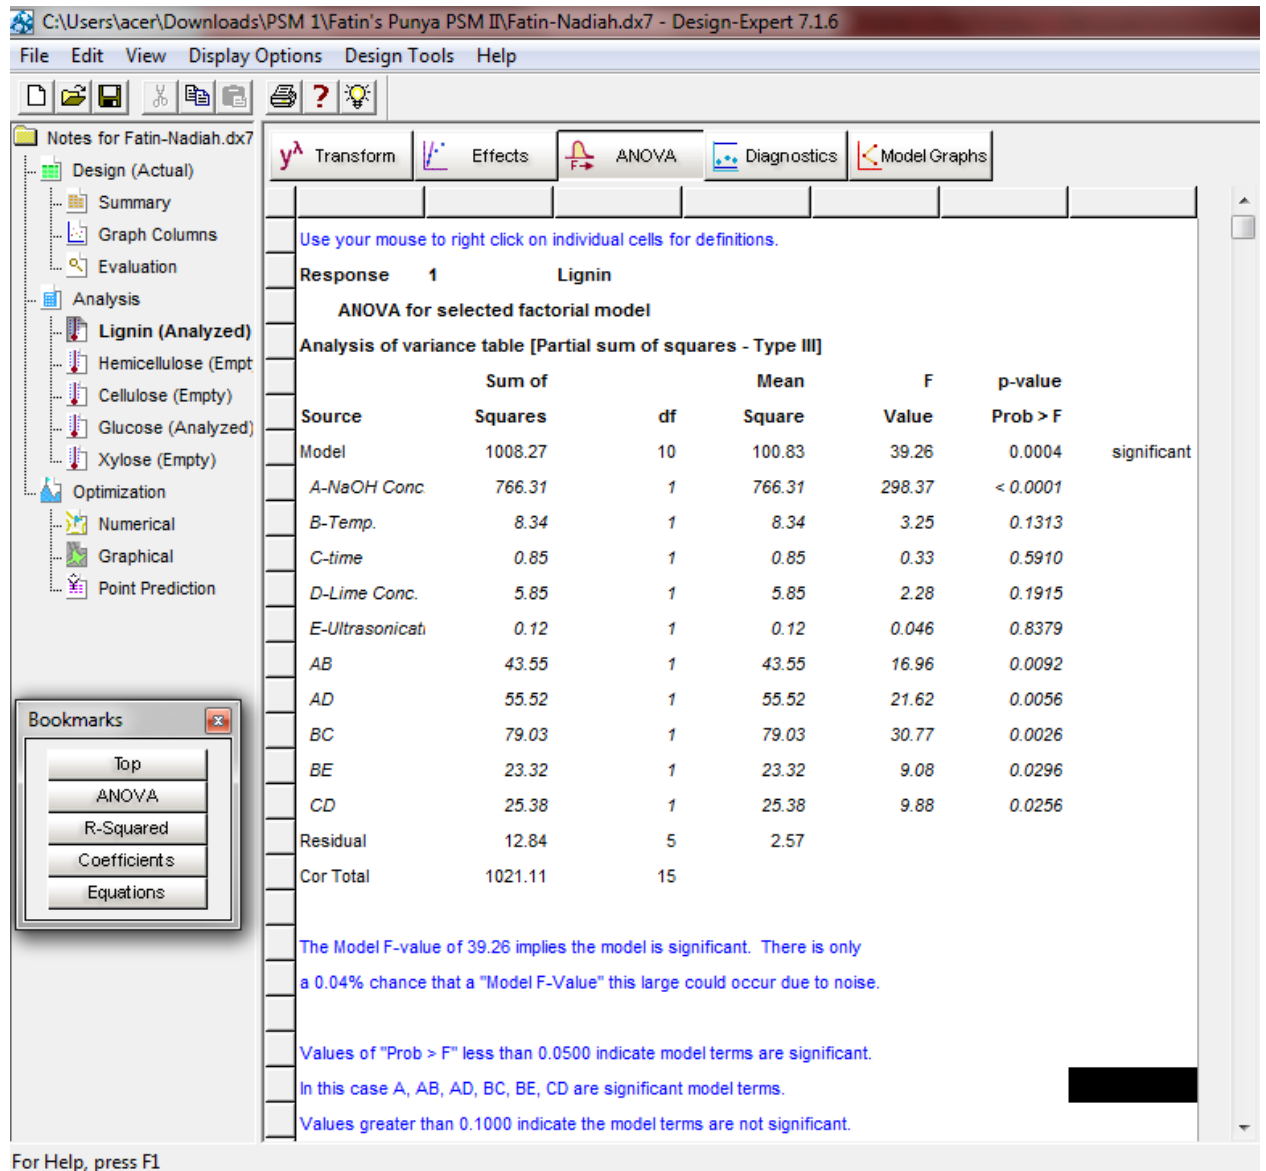 C:\Users\acer\Downloads\PSM 1\Fatin's Punya PSM II\Fatin-Nadiah.dx7 - Design-Expert 7.1.6
File Edit View Display Options Design Tools Help
Notes for Fatin-Nadiah.dx7
Design (Actual)
Summary
Graph Columns
Evaluation
Analysis
Lignin (Analyzed)
Hemicellulose (Empt
Cellulose (Empty)
Glucose (Analyzed)
Xylose (Empty)
Optimization
Numerical
Graphical
Point Prediction
Bookmarks
Top
ANOVA
R-Squared
Coefficients
Equations
yλ Transform Effects ANOVA Diagnostics Model Graphs
Use your mouse to right click on individual cells for definitions.
Response 1 Lignin
ANOVA for selected factorial model
Analysis of variance table [Partial sum of squares - Type III]
Sum of Mean F p-value
Source Squares df Square Value Prob > F
Model 1008.27 10 100.83 39.26 0.0004 significant
A-NaOH Conc. 766.31 1 766.31 298.37 < 0.0001
B-Temp. 8.34 1 8.34 3.25 0.1313
C-time 0.85 1 0.85 0.33 0.5910
D-Lime Conc. 5.85 1 5.85 2.28 0.1915
E-Ultrasonicati 0.12 1 0.12 0.046 0.8379
AB 43.55 1 43.55 16.96 0.0092
AD 55.52 1 55.52 21.62 0.0056
BC 79.03 1 79.03 30.77 0.0026
BE 23.32 1 23.32 9.08 0.0296
CD 25.38 1 25.38 9.88 0.0256
Residual 12.84 5 2.57
Cor Total 1021.11 15
The Model F-value of 39.26 implies the model is significant. There is only
a 0.04% chance that a "Model F-Value" this large could occur due to noise.
Values of "Prob > F" less than 0.0500 indicate model terms are significant.
In this case A, AB, AD, BC, BE, CD are significant model terms.
Values greater than 0.1000 indicate the model terms are not significant.
For Help, press F1